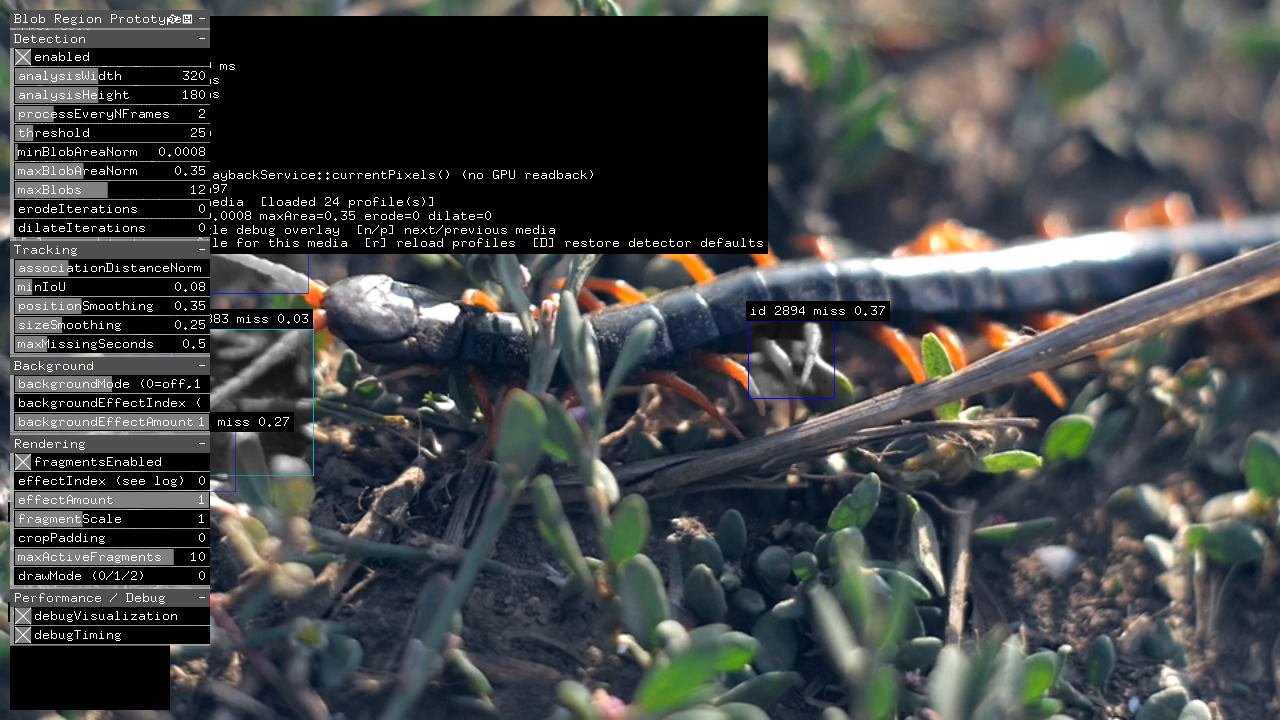 Blob Region Prototype
Detection
enabled
analysisWidth 320
analysisHeight 180
processEveryNFrames 2
threshold 25
minBlobAreaNorm 0.0008
maxBlobAreaNorm 0.35
maxBlobs 12
erodeIterations 0
dilateIterations 0
Tracking
associationDistanceNorm
minIoU 0.08
positionSmoothing 0.35
sizeSmoothing 0.25
maxMissingSeconds 0.5
Background
backgroundMode (0=off,1
backgroundEffectIndex (
backgroundEffectAmount 1
Rendering
fragmentsEnabled
effectIndex (see log) 0
effectAmount 1
fragmentScale 1
cropPadding 0
maxActiveFragments 10
drawMode (0/1/2) 0
Performance / Debug
debugVisualization
debugTiming
ms
aybackService::currentPixels() (no GPU readback)
97
edia [loaded 24 profile(s)]
.0008 maxArea=0.35 erode=0 dilate=0
le debug overlay [n/p] next/previous media
le for this media [r] reload profiles [D] restore detector defaults
83 miss 0.03
id 2894 miss 0.37
miss 0.27